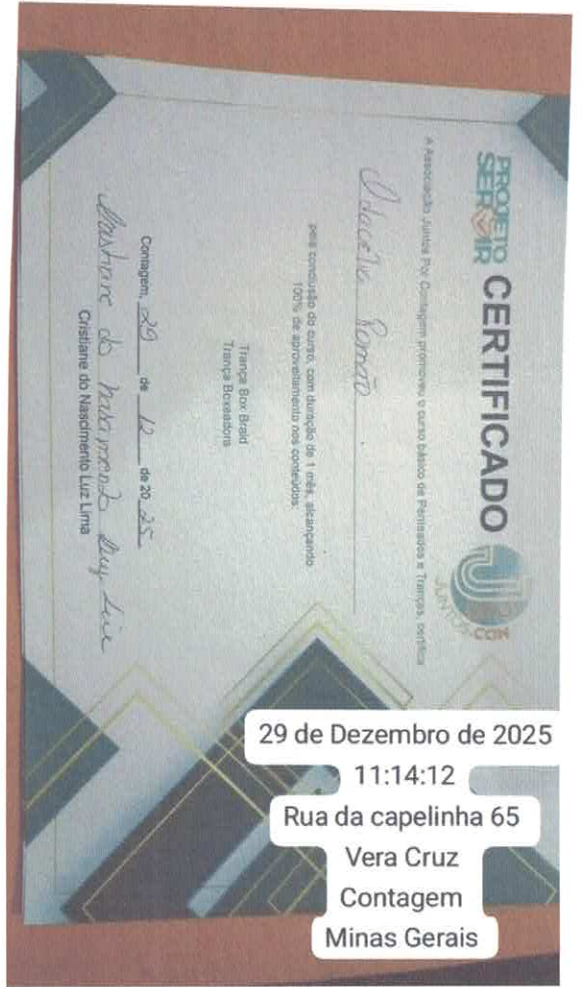 PROJETO
SERVIR
CERTIFICADO
JUNTOS CON
A Associação Juntos Por Contagem promoveu o curso básico de Penteados e Tranças, certifica
Romão
pela conclusão do curso, com duração de 1 mês, alcançando
100% de aproveitamento nos conteúdos:
Trança Box Braid
Trança Boxeadora
Contagem, 29 de 12 de 2025
Cristiane do Nascimento Luz Lima
29 de Dezembro de 2025
11:14:12
Rua da capelinha 65
Vera Cruz
Contagem
Minas Gerais